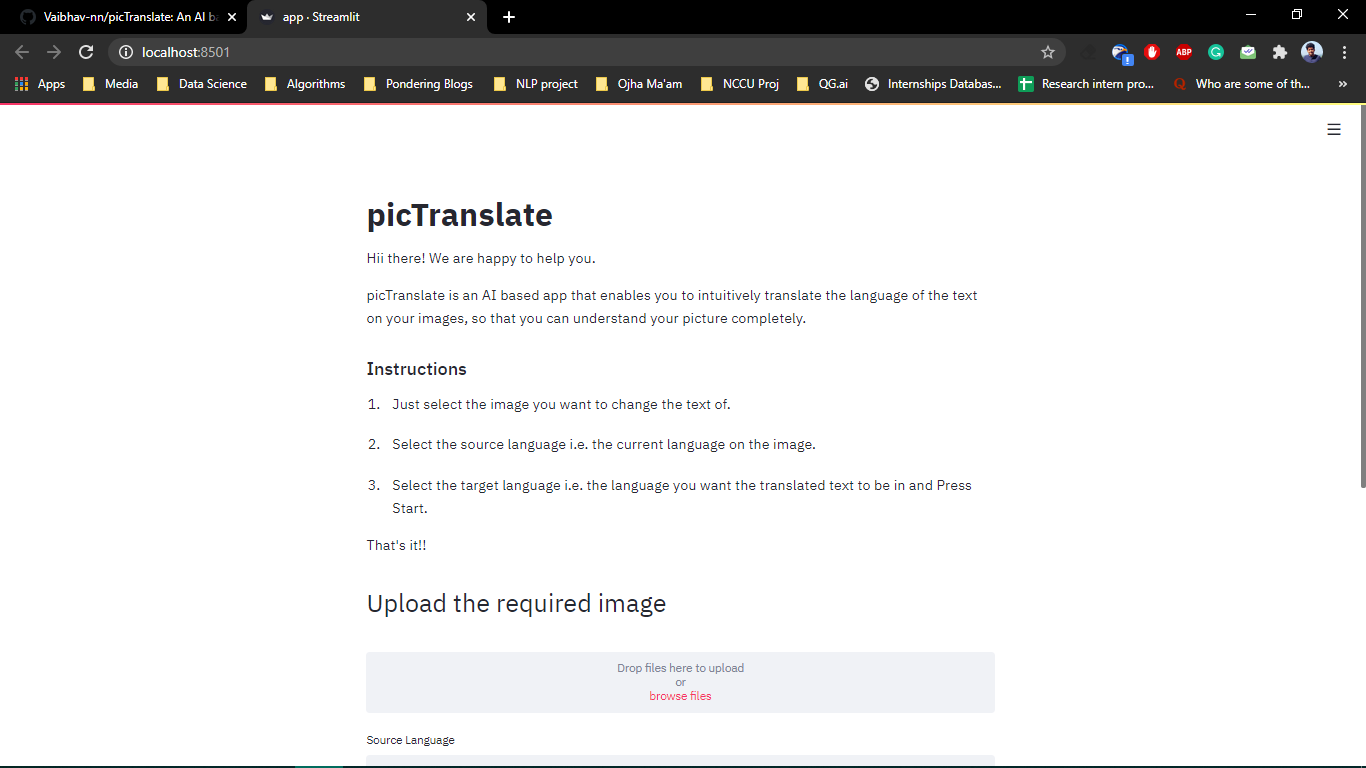 Vaibhav-nn/picTranslate: An AI ba
app · Streamlit
localhost:8501
ABP
Apps
Media
Data Science
Algorithms
Pondering Blogs
NLP project
Ojha Ma'am
NCCU Proj
QG.ai
Internships Databas...
Research intern pro...
Who are some of th...
»
picTranslate
Hii there! We are happy to help you.
picTranslate is an AI based app that enables you to intuitively translate the language of the text
on your images, so that you can understand your picture completely.
Instructions
1. Just select the image you want to change the text of.
2. Select the source language i.e. the current language on the image.
3. Select the target language i.e. the language you want the translated text to be in and Press
Start.
That's it!!
Upload the required image
Drop files here to upload
or
browse files
Source Language